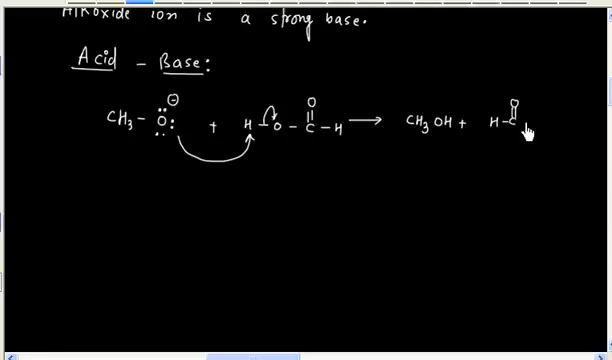 Alkoxide ion is a strong base.
Acid - Base:
CH3 - O: ⊖ + H - O - C - H ⟶ CH3OH + H - C
O O